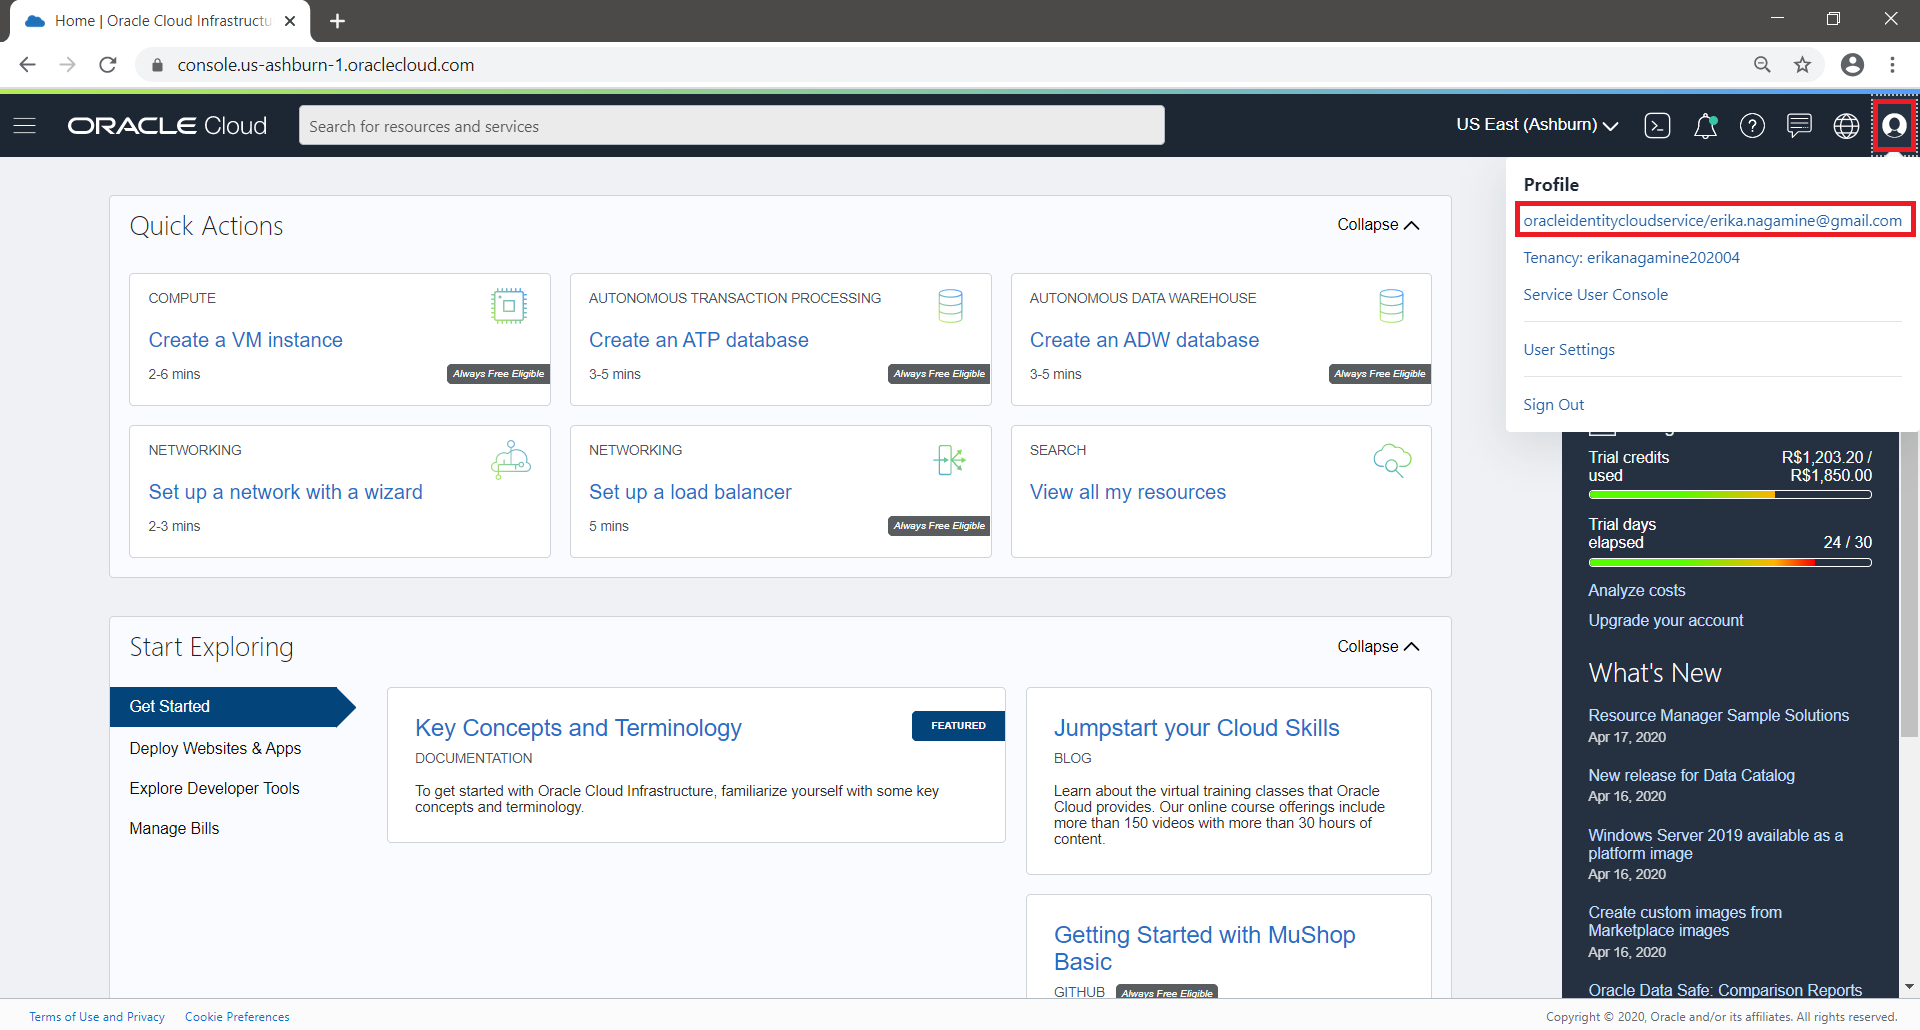 Home | Oracle Cloud Infrastructu
console.us-ashburn-1.oraclecloud.com
ORACLE Cloud
Search for resources and services
US East (Ashburn)
Profile
oracleidentitycloudservice/erika.nagamine@gmail.com
Tenancy: erikanagamine202004
Service User Console
User Settings
Sign Out
Quick Actions
Collapse
COMPUTE
Create a VM instance
2-6 mins
Always Free Eligible
AUTONOMOUS TRANSACTION PROCESSING
Create an ATP database
3-5 mins
Always Free Eligible
AUTONOMOUS DATA WAREHOUSE
Create an ADW database
3-5 mins
Always Free Eligible
NETWORKING
Set up a network with a wizard
2-3 mins
NETWORKING
Set up a load balancer
5 mins
Always Free Eligible
SEARCH
View all my resources
Start Exploring
Collapse
Get Started
Deploy Websites & Apps
Explore Developer Tools
Manage Bills
Key Concepts and Terminology
FEATURED
DOCUMENTATION
To get started with Oracle Cloud Infrastructure, familiarize yourself with some key
concepts and terminology.
Jumpstart your Cloud Skills
BLOG
Learn about the virtual training classes that Oracle
Cloud provides. Our online course offerings include
more than 150 videos with more than 30 hours of
content.
Getting Started with MuShop
Basic
GITHUB
Always Free Eligible
Trial credits
used
R$1,203.20 /
R$1,850.00
Trial days
elapsed
24 / 30
Analyze costs
Upgrade your account
What's New
Resource Manager Sample Solutions
Apr 17, 2020
New release for Data Catalog
Apr 16, 2020
Windows Server 2019 available as a
platform image
Apr 16, 2020
Create custom images from
Marketplace images
Apr 16, 2020
Oracle Data Safe: Comparison Reports
Terms of Use and Privacy
Cookie Preferences
Copyright © 2020, Oracle and/or its affiliates. All rights reserved.